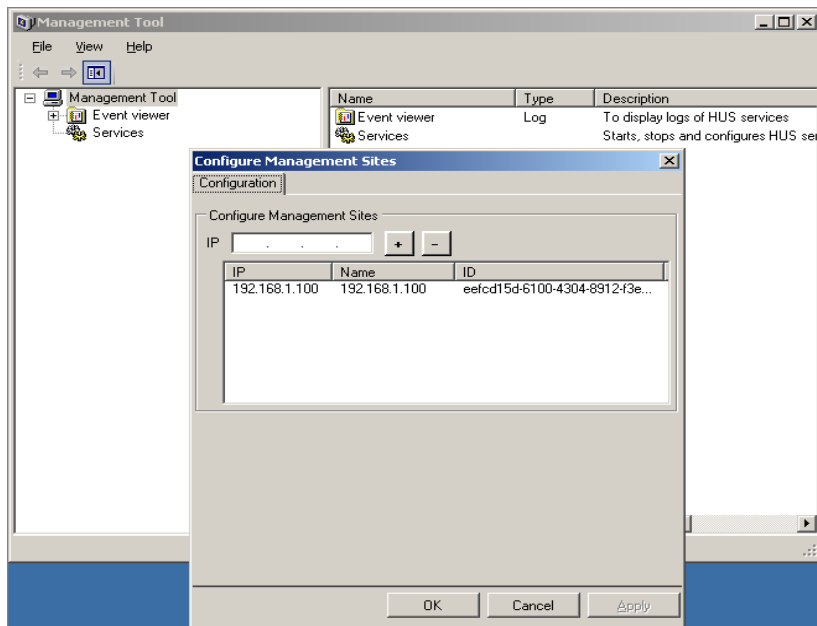 Management Tool
File View Help
Management Tool
Event viewer
Services
Name Type Description
Event viewer Log To display logs of HUS services
Services Starts, stops and configures HUS ser
Configure Management Sites
Configuration
Configure Management Sites
IP . . . + -
IP Name ID
192.168.1.100 192.168.1.100 eefcd15d-6100-4304-8912-f3e...
OK Cancel Apply